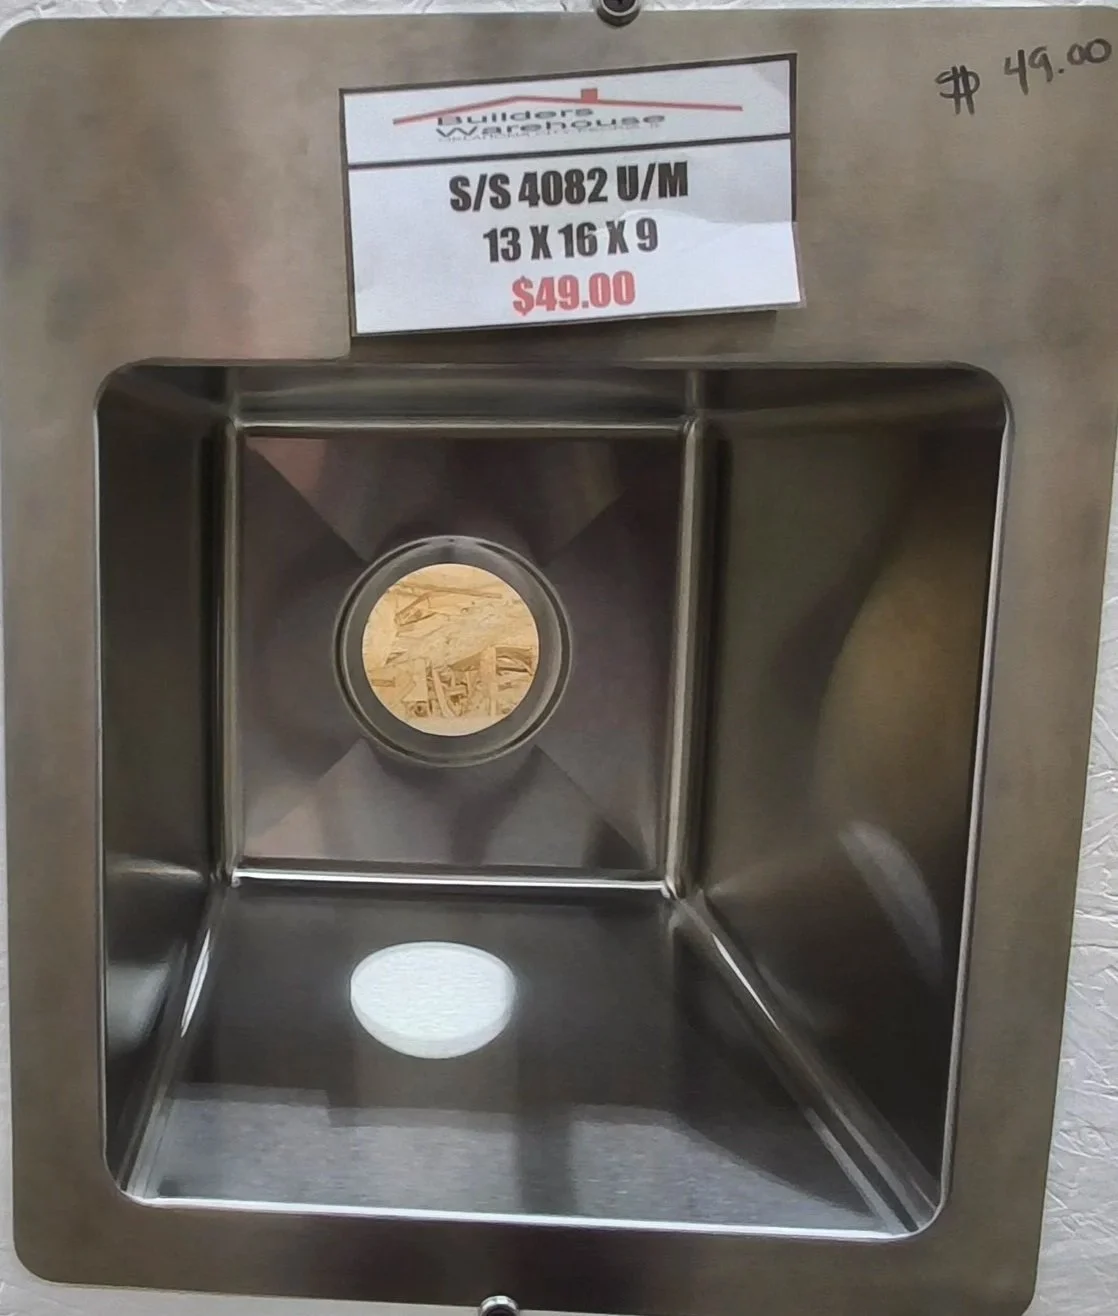 $ 49.00
Builders
Warehouse
S/S 4082 U/M
13 X 16 X 9
$49.00